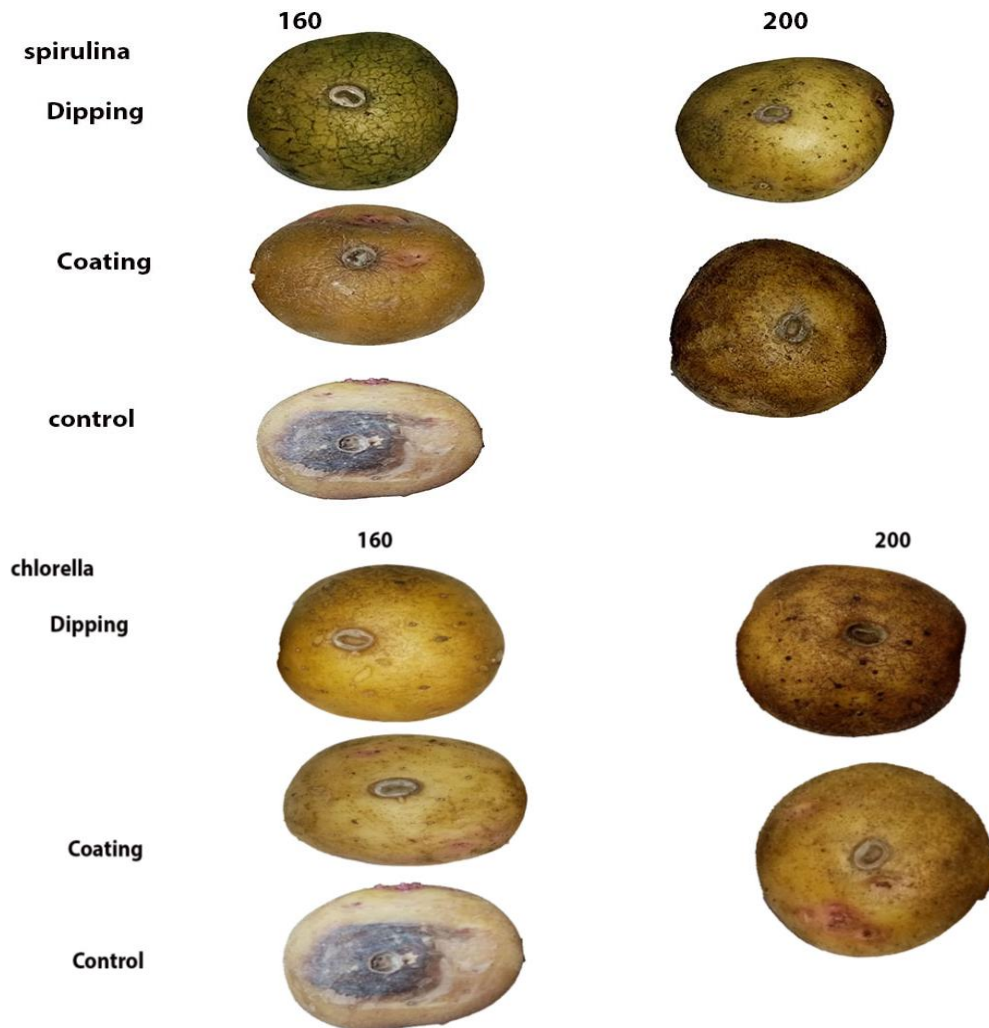 160 200
spirulina
Dipping
Coating
control
160 200
chlorella
Dipping
Coating
Control